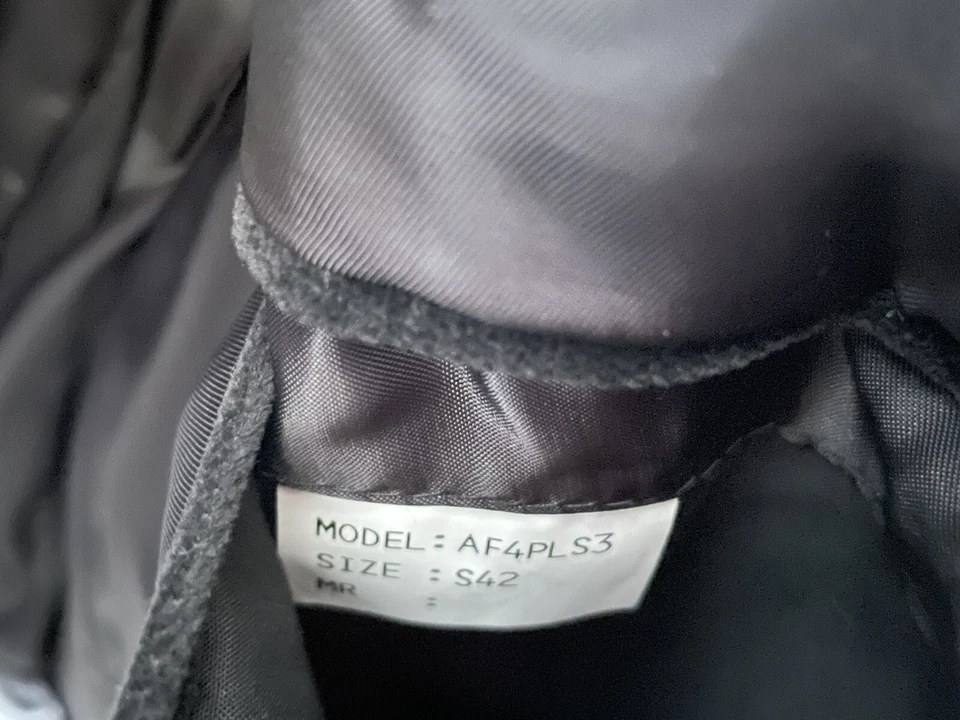 MODEL : AF4PLS3
SIZE : S42
MR :